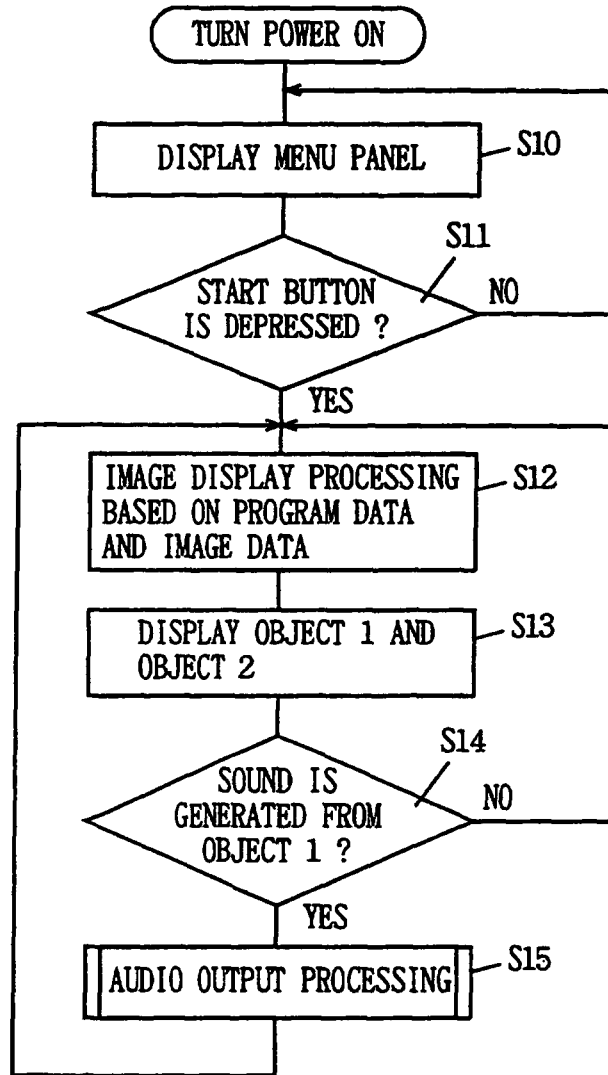 TURN POWER ON
DISPLAY MENU PANEL
S10
S11
START BUTTON
IS DEPRESSED ?
NO
YES
IMAGE DISPLAY PROCESSING
BASED ON PROGRAM DATA
AND IMAGE DATA
S12
DISPLAY OBJECT 1 AND
OBJECT 2
S13
S14
SOUND IS
GENERATED FROM
OBJECT 1 ?
NO
YES
AUDIO OUTPUT PROCESSING
S15